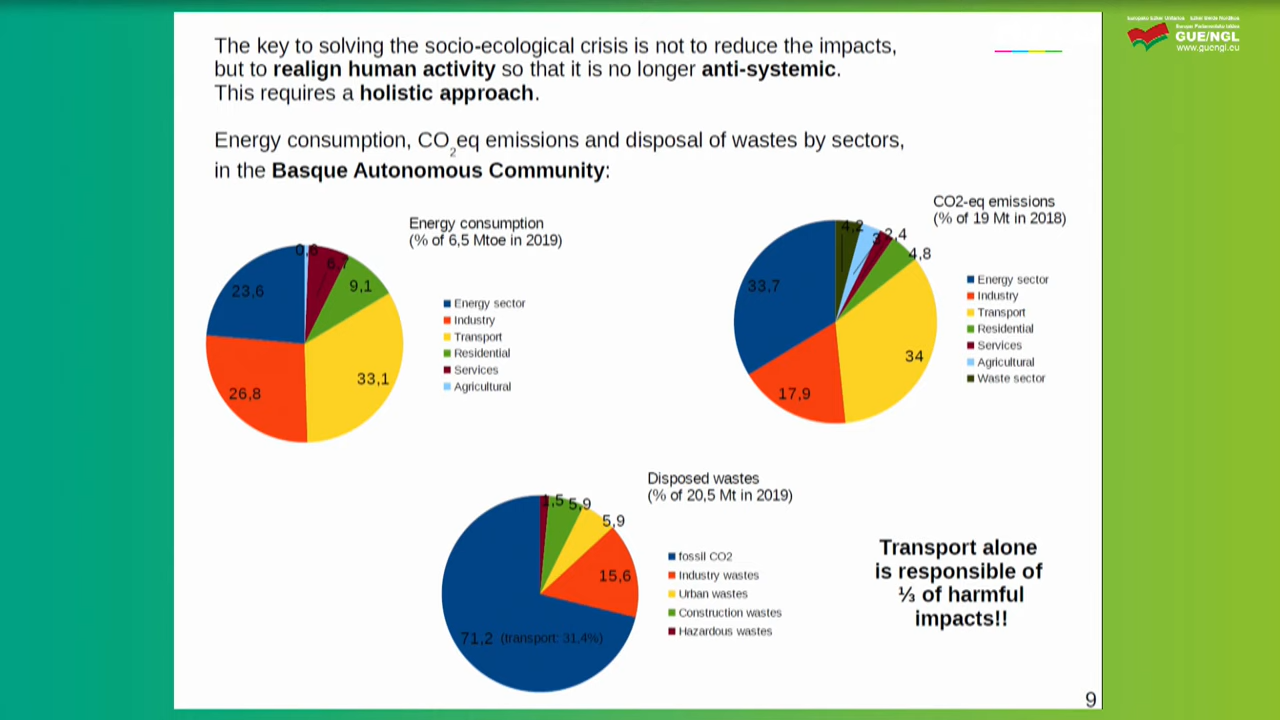 The key to solving the socio-ecological crisis is not to reduce the impacts,
but to realign human activity so that it is no longer anti-systemic.
This requires a holistic approach.
Energy consumption, CO2eq emissions and disposal of wastes by sectors,
in the Basque Autonomous Community:
GUE/NGL
www.guengl.eu
Energy consumption
(% of 6,5 Mtoe in 2019)
23,6
26,8
33,1
9,1
6,7
Energy sector
Industry
Transport
Residential
Services
Agricultural
CO2-eq emissions
(% of 19 Mt in 2018)
33,7
17,9
34
4,8
2,4
3
4,2
Energy sector
Industry
Transport
Residential
Services
Agricultural
Waste sector
Disposed wastes
(% of 20,5 Mt in 2019)
1,5
5,9
5,9
15,6
71,2 (transport: 31.4%)
fossil CO2
Industry wastes
Urban wastes
Construction wastes
Hazardous wastes
Transport alone
is responsible of
⅓ of harmful
impacts!!
9